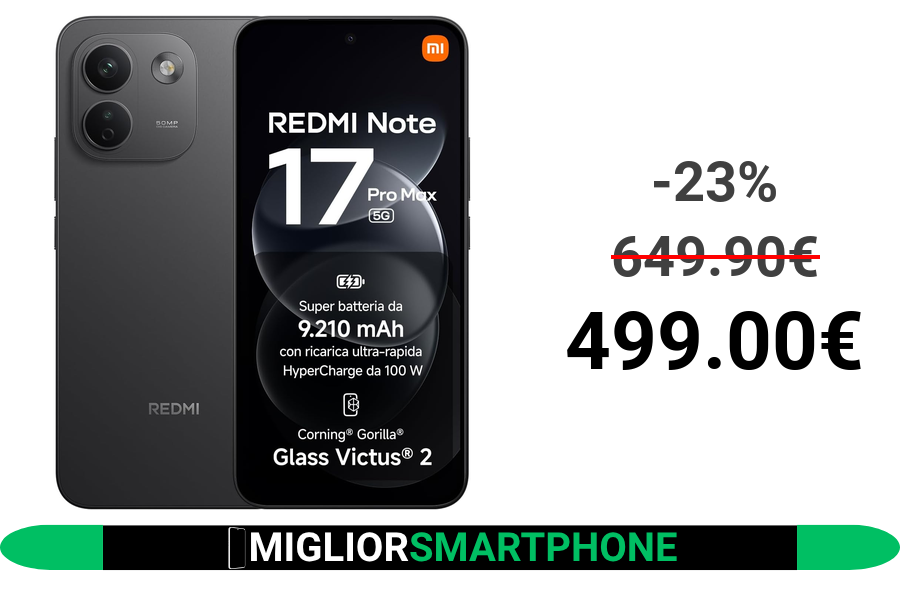 50MP
REDMI
mi
REDMI Note
17 Pro Max
5G
Super batteria da
9.210 mAh
con ricarica ultra-rapida
HyperCharge da 100 W
Corning® Gorilla®
Glass Victus® 2
-23%
649.90€
499.00€
MIGLIORSMARTPHONE